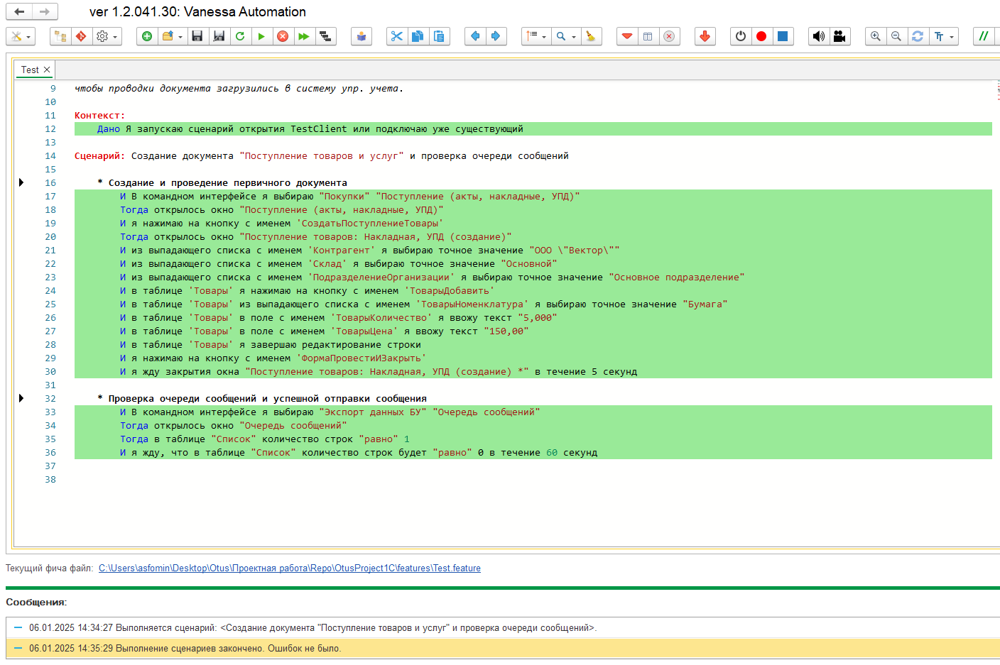 ver 1.2.041.30: Vanessa Automation
Test
9 чтобы проводки документа загрузились в систему упр. учета.
10
11 Контекст:
12 Дано Я запускаю сценарий открытия TestClient или подключаю уже существующий
13
14 Сценарий: Создание документа "Поступление товаров и услуг" и проверка очереди сообщений
15
16 * Создание и проведение первичного документа
17 И В командном интерфейсе я выбираю "Покупки" "Поступление (акты, накладные, УПД)"
18 Тогда открылось окно "Поступление (акты, накладные, УПД)"
19 И я нажимаю на кнопку с именем 'СоздатьПоступлениеТовары'
20 Тогда открылось окно "Поступление товаров: Накладная, УПД (создание)"
21 И из выпадающего списка с именем 'Контрагент' я выбираю точное значение "ООО \"Вектор\""
22 И из выпадающего списка с именем 'Склад' я выбираю точное значение "Основной"
23 И из выпадающего списка с именем 'ПодразделениеОрганизации' я выбираю точное значение "Основное подразделение"
24 И в таблице 'Товары' я нажимаю на кнопку с именем 'ТоварыДобавить'
25 И в таблице 'Товары' из выпадающего списка с именем 'ТоварыНоменклатура' я выбираю точное значение "Бумага"
26 И в таблице 'Товары' в поле с именем 'ТоварыКоличество' я ввожу текст "5,000"
27 И в таблице 'Товары' в поле с именем 'ТоварыЦена' я ввожу текст "150,00"
28 И в таблице 'Товары' я завершаю редактирование строки
29 И я нажимаю на кнопку с именем 'ФормаПровестиИЗакрыть'
30 И я жду закрытия окна "Поступление товаров: Накладная, УПД (создание) *" в течение 5 секунд
31
32 * Проверка очереди сообщений и успешной отправки сообщения
33 И В командном интерфейсе я выбираю "Экспорт данных БУ" "Очередь сообщений"
34 Тогда открылось окно "Очередь сообщений"
35 Тогда в таблице "Список" количество строк "равно" 1
36 И я жду, что в таблице "Список" количество строк будет "равно" 0 в течение 60 секунд
37
38
Текущий фича файл: C:\Users\asfomin\Desktop\Otus\Проектная работа\Repo\OtusProject1C\features\Test.feature
Сообщения:
06.01.2025 14:34:27 Выполняется сценарий: <Создание документа "Поступление товаров и услуг" и проверка очереди сообщений>.
06.01.2025 14:35:29 Выполнение сценариев закончено. Ошибок не было.